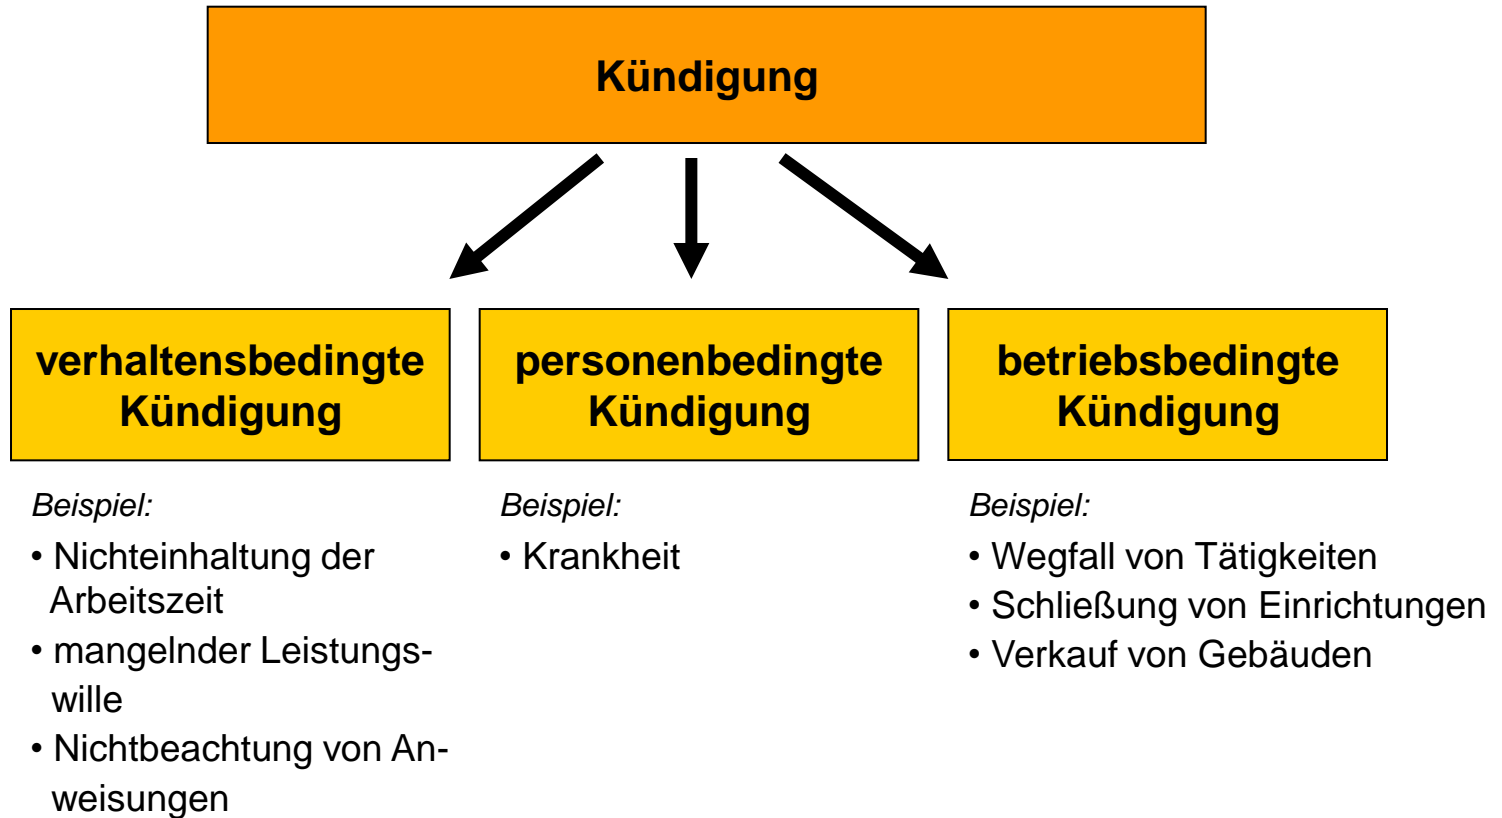 Kündigung
verhaltensbedingte
Kündigung
Beispiel:
• Nichteinhaltung der
Arbeitszeit
• mangelnder Leistungs-
wille
• Nichtbeachtung von An-
weisungen
personenbedingte
Kündigung
Beispiel:
• Krankheit
betriebsbedingte
Kündigung
Beispiel:
• Wegfall von Tätigkeiten
• Schließung von Einrichtungen
• Verkauf von Gebäuden